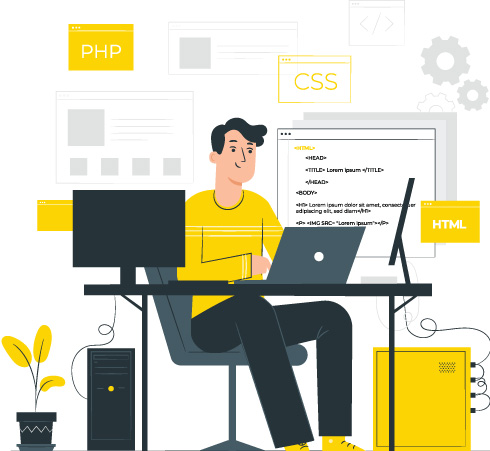 PHP
</>
CSS
<HTML>
<HEAD>
<TITLE> Lorem ipsum </TITLE>
</HEAD>
<BODY>
<H1> Lorem ipsum dolor sit amet, consectetuer
adipiscing elit, sed diam</H1>
<P> <IMG SRC= "Lorem ipsum"></P>
HTML